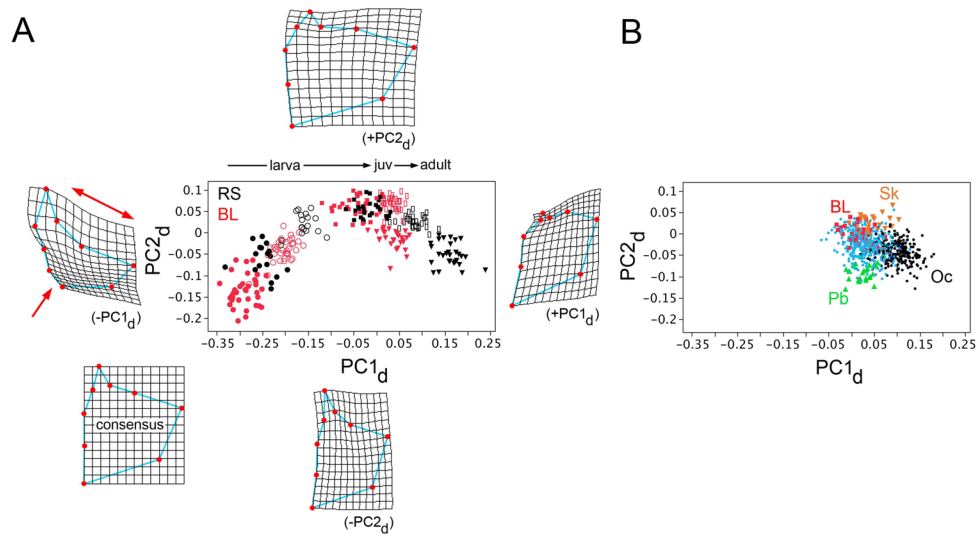 A
B
(+PC2d)
larva juv adult
RS
BL
0.1
0.05
0
−0.05
−0.1
−0.15
−0.2
PC2d
−0.35 −0.25 −0.15 −0.05 0.05 0.15 0.24
PC1d
(-PC1d)
(+PC1d)
consensus
(-PC2d)
0.1
0.05
0
−0.05
−0.1
−0.15
−0.2
PC2d
BL
Sk
Pb
Oc
−0.35 −0.25 −0.15 −0.05 0.05 0.15 0.24
PC1d